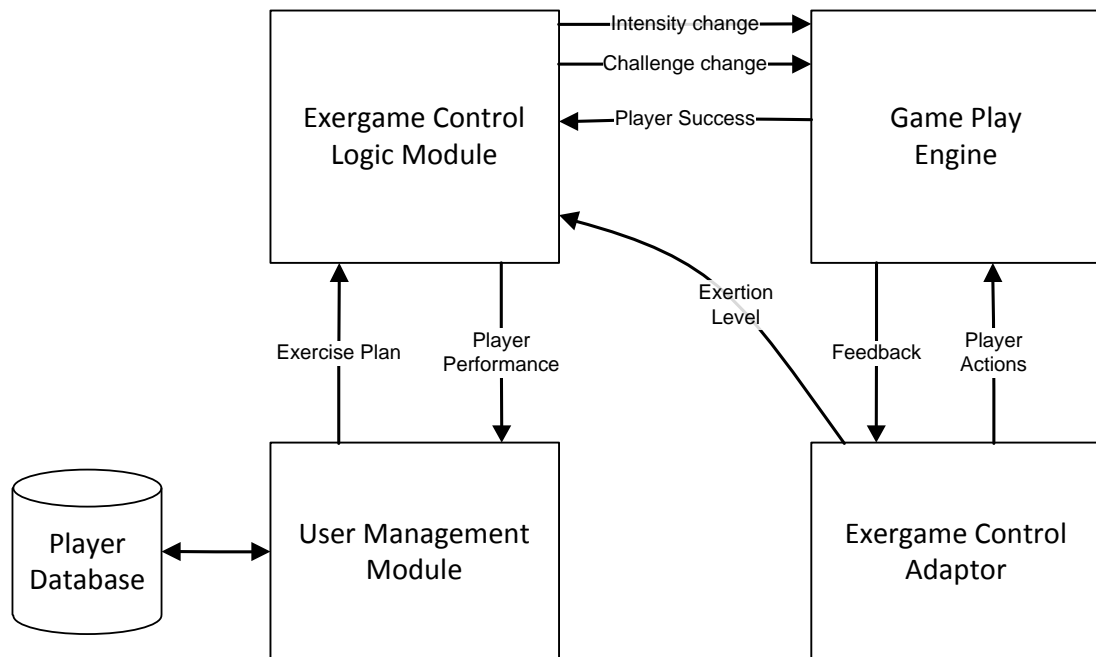 Intensity change
Challenge change
Player Success
Exergame Control
Logic Module
Game Play
Engine
Exertion
Level
Exercise Plan
Player
Performance
Feedback
Player
Actions
Player
Database
User Management
Module
Exergame Control
Adaptor